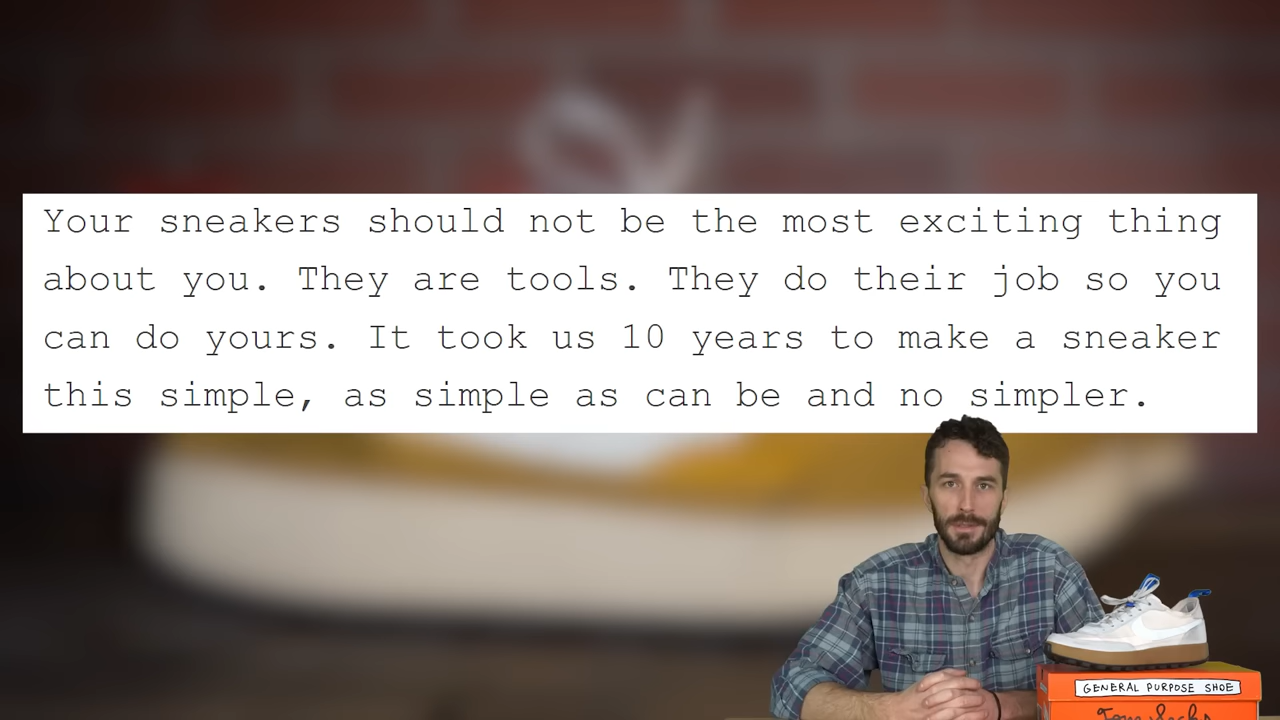 Your sneakers should not be the most exciting thing
about you. They are tools. They do their job so you
can do yours. It took us 10 years to make a sneaker
this simple, as simple as can be and no simpler.
GENERAL PURPOSE SHOE
Tom Sachs